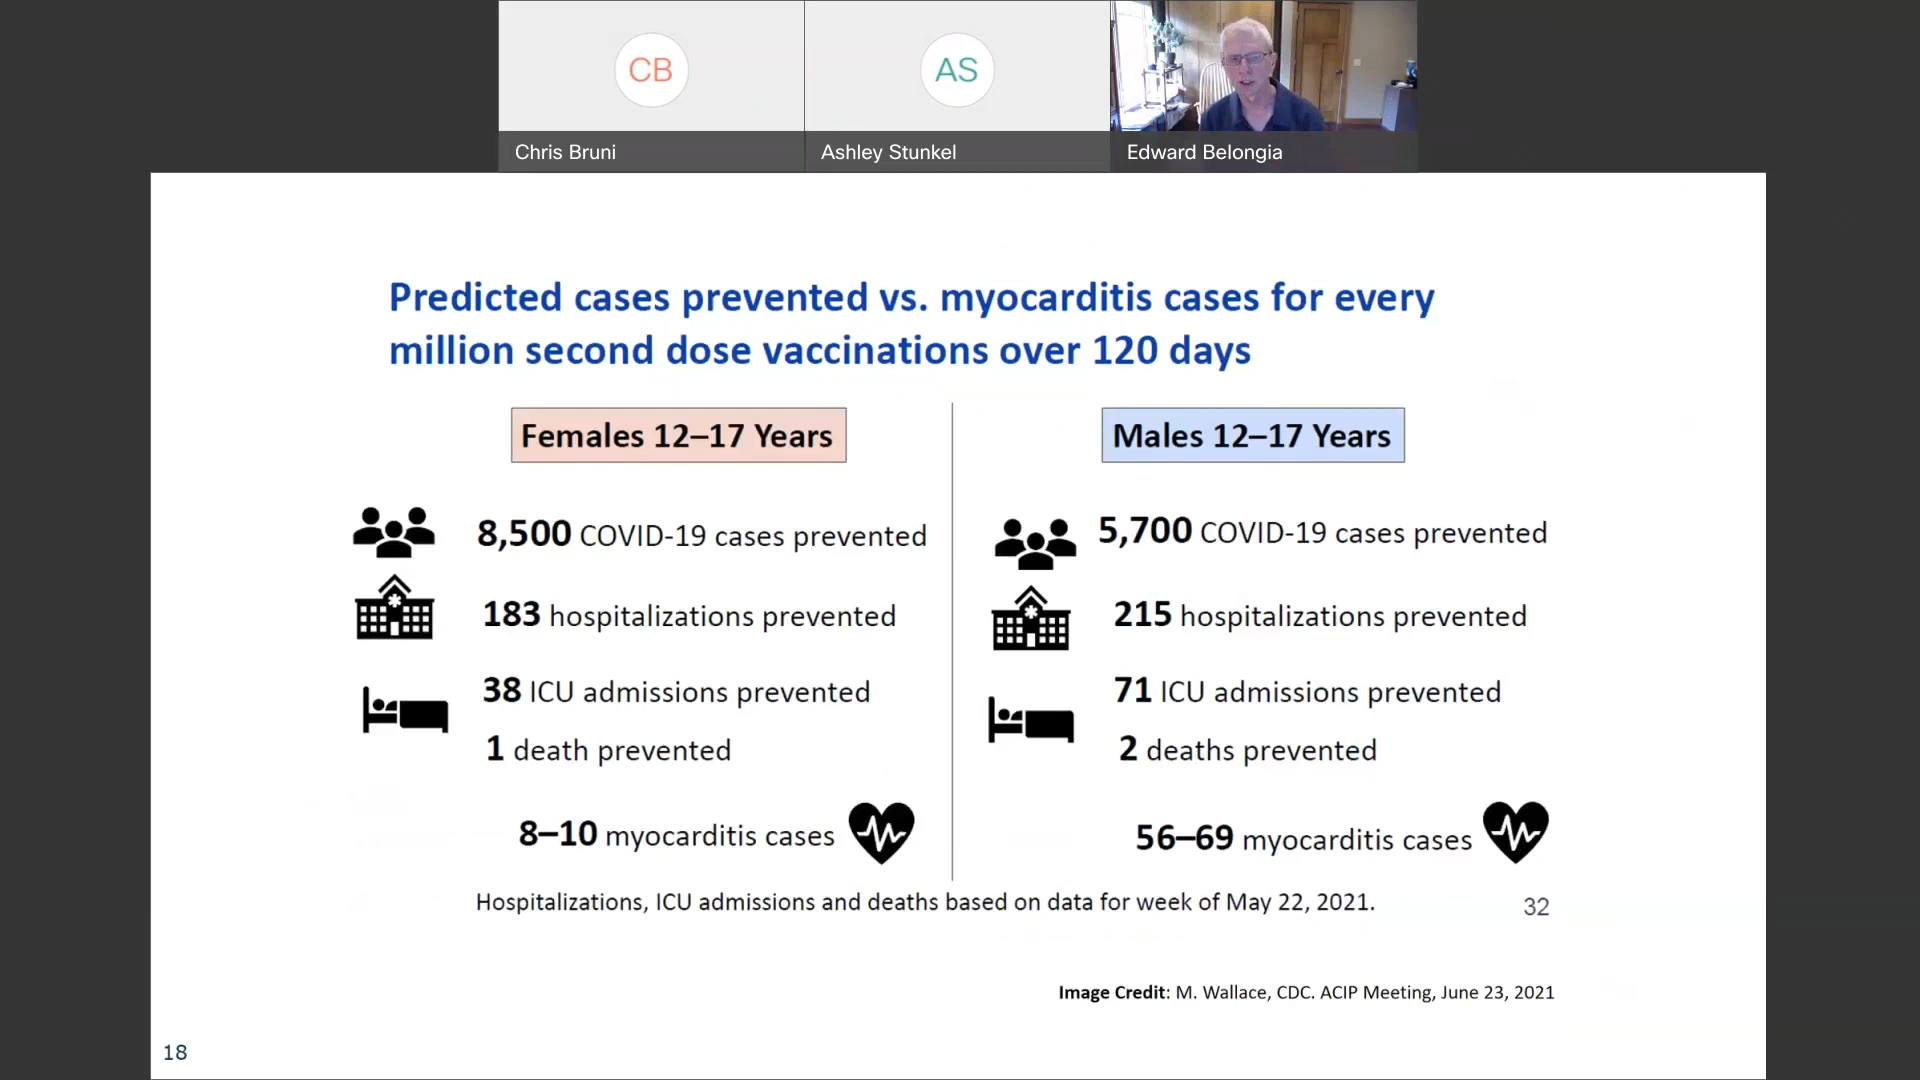 CB
AS
Chris Bruni
Ashley Stunkel
Edward Belongia
Predicted cases prevented vs. myocarditis cases for every
million second dose vaccinations over 120 days
Females 12–17 Years
8,500 COVID-19 cases prevented
183 hospitalizations prevented
38 ICU admissions prevented
1 death prevented
8–10 myocarditis cases
Males 12–17 Years
5,700 COVID-19 cases prevented
215 hospitalizations prevented
71 ICU admissions prevented
2 deaths prevented
56–69 myocarditis cases
Hospitalizations, ICU admissions and deaths based on data for week of May 22, 2021.
32
Image Credit: M. Wallace, CDC. ACIP Meeting, June 23, 2021
18